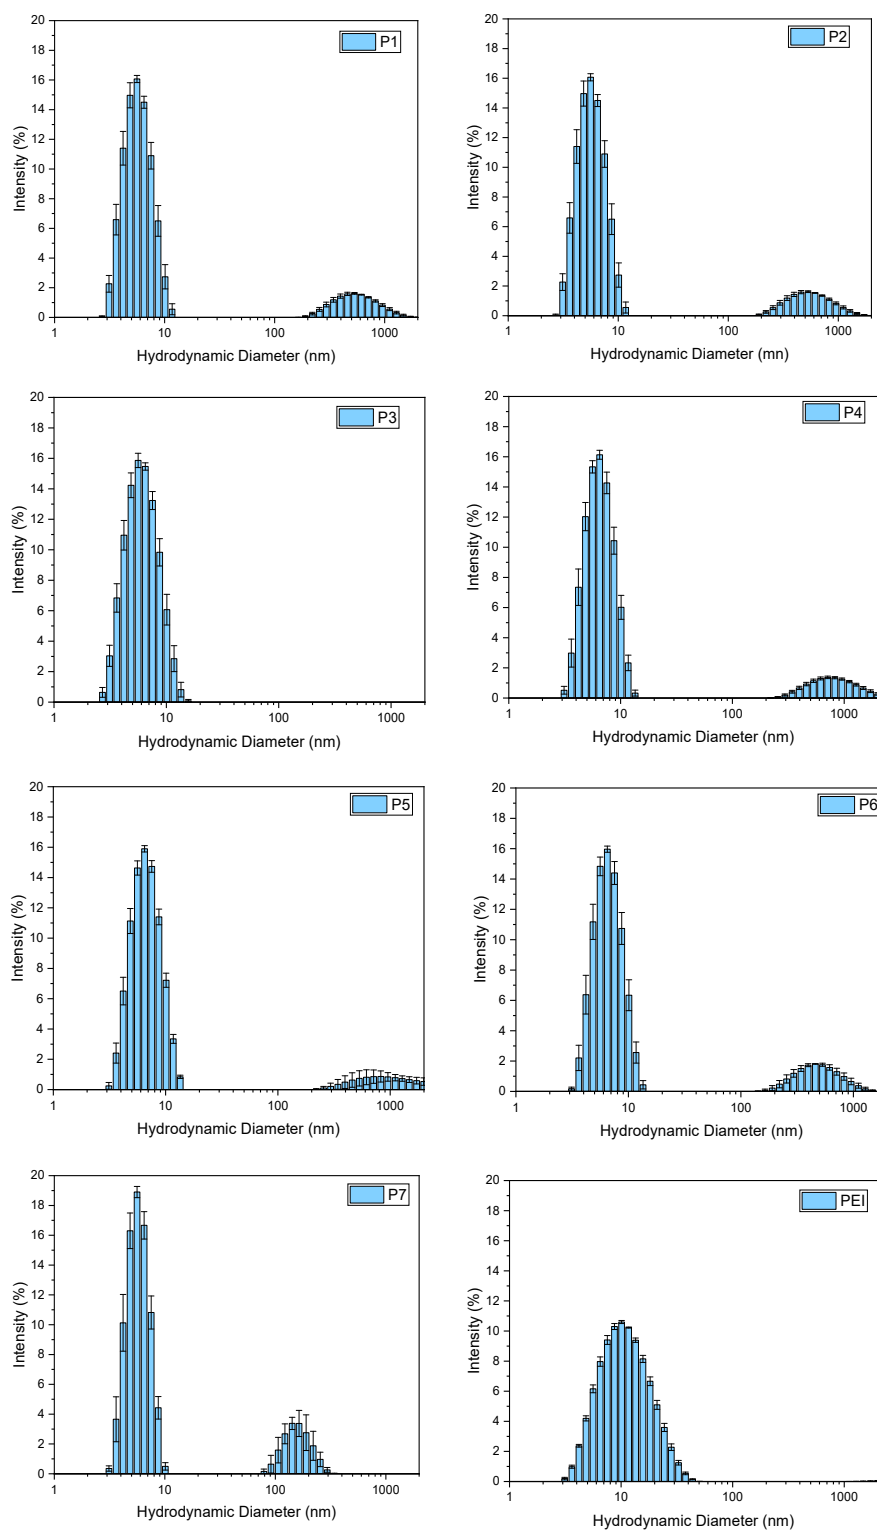 P1
20
18
16
14
12
10
8
6
4
2
0
Intensity (%)
1 10 100 1000
Hydrodynamic Diameter (nm)
P2
20
18
16
14
12
10
8
6
4
2
0
Intensity (%)
1 10 100 1000
Hydrodynamic Diameter (mn)
P3
20
18
16
14
12
10
8
6
4
2
0
Intensity (%)
1 10 100 1000
Hydrodynamic Diameter (nm)
P4
20
18
16
14
12
10
8
6
4
2
0
Intensity (%)
1 10 100 1000
Hydrodynamic Diameter (nm)
P5
20
18
16
14
12
10
8
6
4
2
0
Intensity (%)
1 10 100 1000
Hydrodynamic Diameter (nm)
P6
20
18
16
14
12
10
8
6
4
2
0
Intensity (%)
1 10 100 1000
Hydrodynamic Diameter (nm)
P7
20
18
16
14
12
10
8
6
4
2
0
Intensity (%)
1 10 100 1000
Hydrodynamic Diameter (nm)
PEI
20
18
16
14
12
10
8
6
4
2
0
Intensity (%)
1 10 100 1000
Hydrodynamic Diameter (nm)